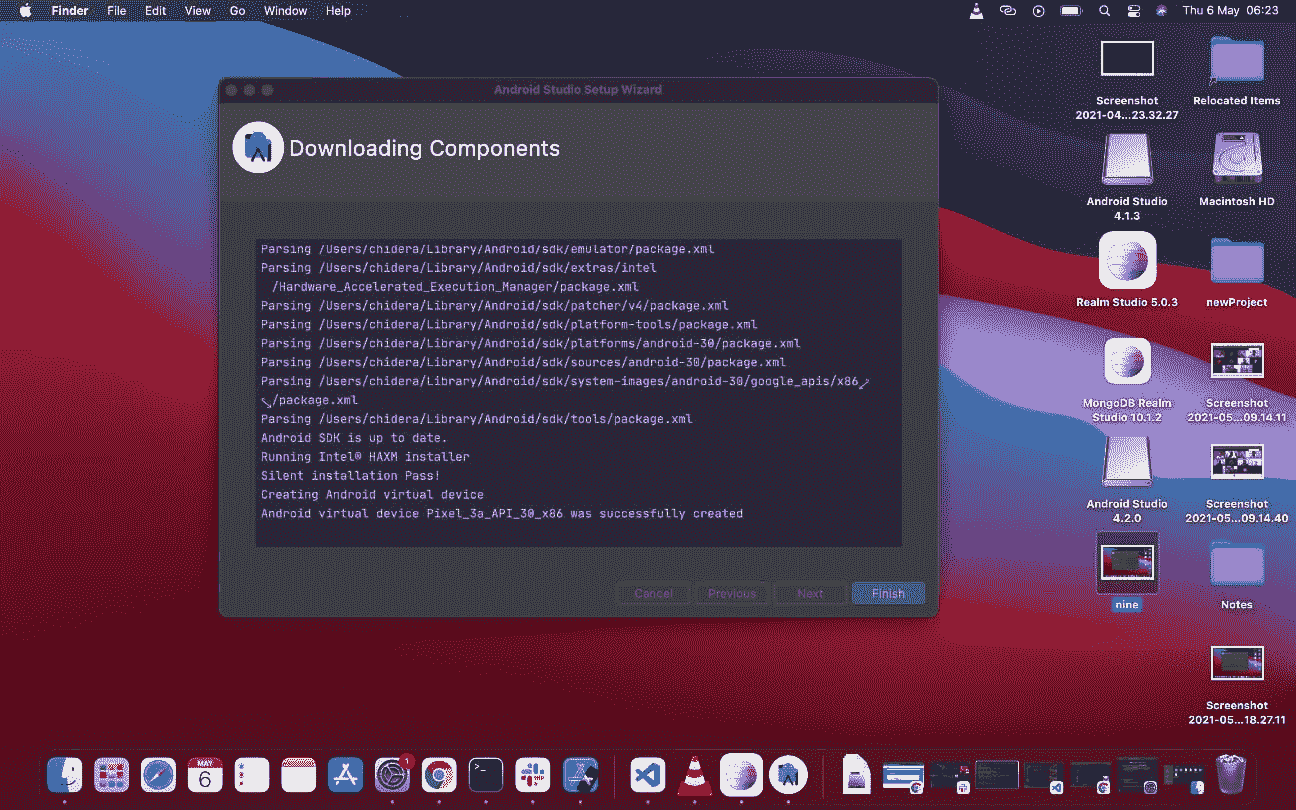 Finder File Edit View Go Window Help
Thu 6 May 06:23
Android Studio Setup Wizard
Downloading Components
Parsing /Users/chidera/Library/Android/sdk/emulator/package.xml
Parsing /Users/chidera/Library/Android/sdk/extras/intel
/Hardware_Accelerated_Execution_Manager/package.xml
Parsing /Users/chidera/Library/Android/sdk/patcher/v4/package.xml
Parsing /Users/chidera/Library/Android/sdk/platform-tools/package.xml
Parsing /Users/chidera/Library/Android/sdk/platforms/android-30/package.xml
Parsing /Users/chidera/Library/Android/sdk/sources/android-30/package.xml
Parsing /Users/chidera/Library/Android/sdk/system-images/android-30/google_apis/x86
/package.xml
Parsing /Users/chidera/Library/Android/sdk/tools/package.xml
Android SDK is up to date.
Running Intel® HAXM installer
Silent installation Pass!
Creating Android virtual device
Android virtual device Pixel_3a_API_30_x86 was successfully created
Cancel Previous Next Finish
Screenshot
2021-04...23.32.27
Relocated Items
Android Studio
4.1.3
Macintosh HD
Realm Studio 5.0.3
newProject
MongoDB Realm
Studio 10.1.2
Screenshot
2021-05...09.14.11
Android Studio
4.2.0
Screenshot
2021-05...09.14.40
nine
Notes
Screenshot
2021-05...18.27.11
MAY
6
1